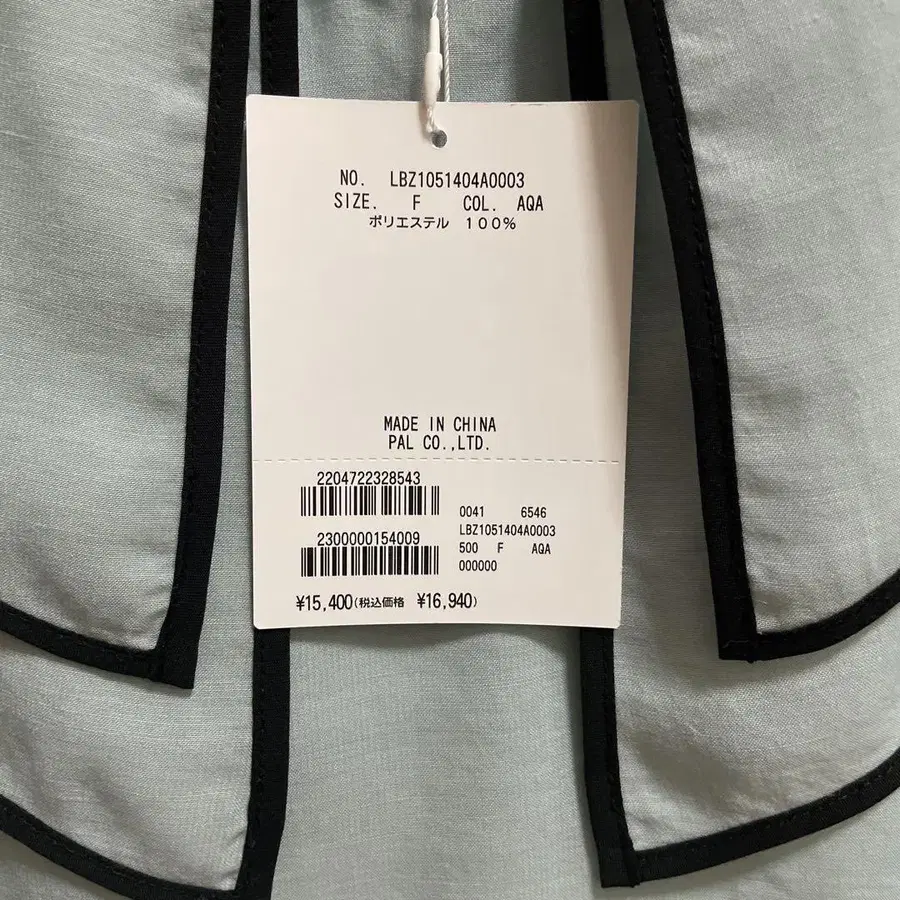 NO. LBZ1051404A0003
SIZE. F COL. AQA
ポリエステル 100%
MADE IN CHINA
PAL CO.,LTD.
2204722328543
2300000154009
0041 6546
LBZ1051404A0003
500 F AQA
000000
¥15,400(税込価格 ¥16,940)